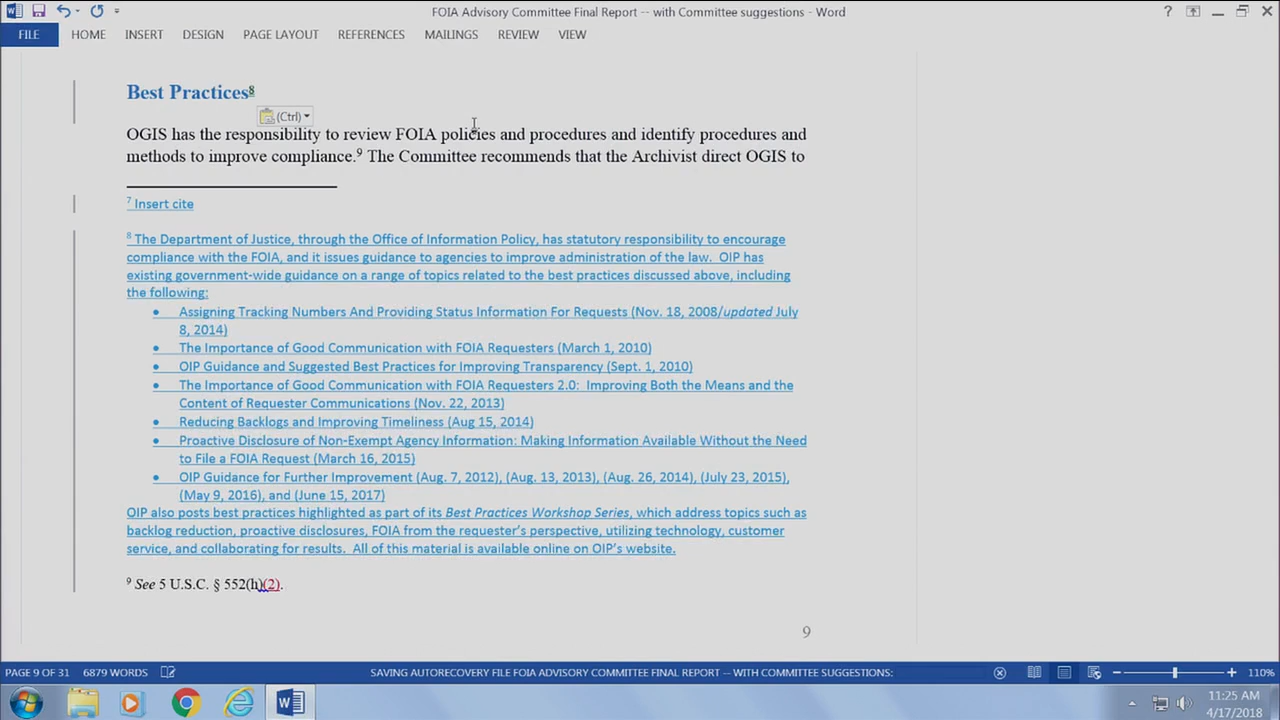 FOIA Advisory Committee Final Report -- with Committee suggestions - Word
?
FILE HOME INSERT DESIGN PAGE LAYOUT REFERENCES MAILINGS REVIEW VIEW
Best Practices8
(Ctrl)
OGIS has the responsibility to review FOIA policies and procedures and identify procedures and
methods to improve compliance.9 The Committee recommends that the Archivist direct OGIS to
7 Insert cite
8 The Department of Justice, through the Office of Information Policy, has statutory responsibility to encourage
compliance with the FOIA, and it issues guidance to agencies to improve administration of the law. OIP has
existing government-wide guidance on a range of topics related to the best practices discussed above, including
the following:
• Assigning Tracking Numbers And Providing Status Information For Requests (Nov. 18, 2008/updated July
8, 2014)
• The Importance of Good Communication with FOIA Requesters (March 1, 2010)
• OIP Guidance and Suggested Best Practices for Improving Transparency (Sept. 1, 2010)
• The Importance of Good Communication with FOIA Requesters 2.0: Improving Both the Means and the
Content of Requester Communications (Nov. 22, 2013)
• Reducing Backlogs and Improving Timeliness (Aug 15, 2014)
• Proactive Disclosure of Non-Exempt Agency Information: Making Information Available Without the Need
to File a FOIA Request (March 16, 2015)
• OIP Guidance for Further Improvement (Aug. 7, 2012), (Aug. 13, 2013), (Aug. 26, 2014), (July 23, 2015),
(May 9, 2016), and (June 15, 2017)
OIP also posts best practices highlighted as part of its Best Practices Workshop Series, which address topics such as
backlog reduction, proactive disclosures, FOIA from the requester's perspective, utilizing technology, customer
service, and collaborating for results. All of this material is available online on OIP's website.
9 See 5 U.S.C. § 552(h)(2).
9
PAGE 9 OF 31 6879 WORDS SAVING AUTORECOVERY FILE FOIA ADVISORY COMMITTEE FINAL REPORT -- WITH COMMITTEE SUGGESTIONS: 110%
11:25 AM
4/17/2018